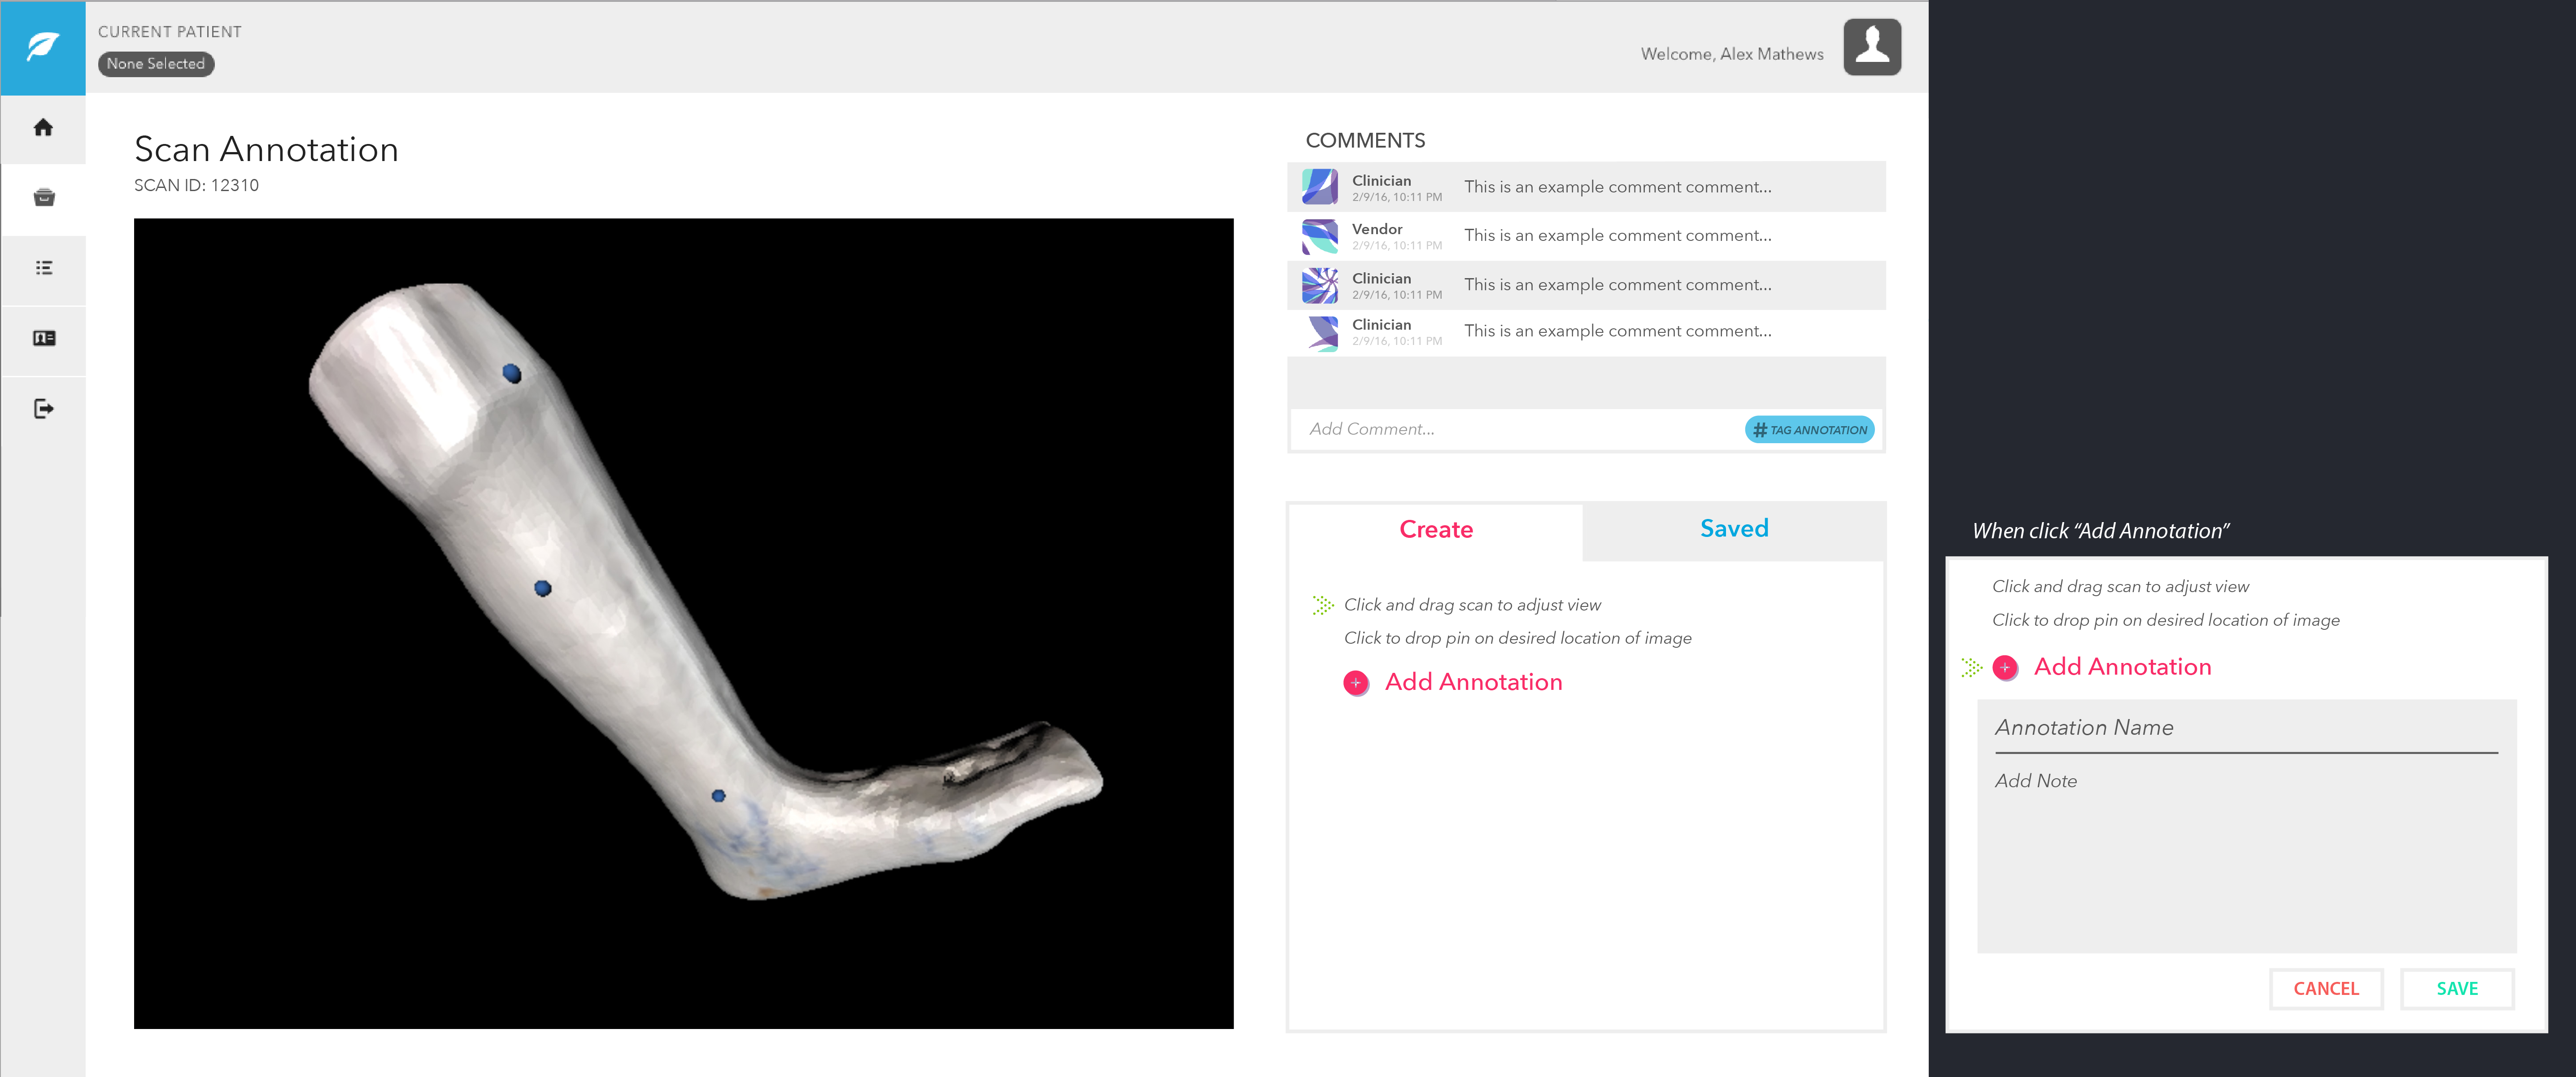 CURRENT PATIENT
None Selected
Welcome, Alex Mathews
Scan Annotation
SCAN ID: 12310
COMMENTS
Clinician
2/9/16, 10:11 PM
This is an example comment comment...
Vendor
2/9/16, 10:11 PM
This is an example comment comment...
Clinician
2/9/16, 10:11 PM
This is an example comment comment...
Clinician
2/9/16, 10:11 PM
This is an example comment comment...
Add Comment...
# TAG ANNOTATION
Create
Saved
Click and drag scan to adjust view
Click to drop pin on desired location of image
+ Add Annotation
When click “Add Annotation”
Click and drag scan to adjust view
Click to drop pin on desired location of image
+ Add Annotation
Annotation Name
Add Note
CANCEL
SAVE